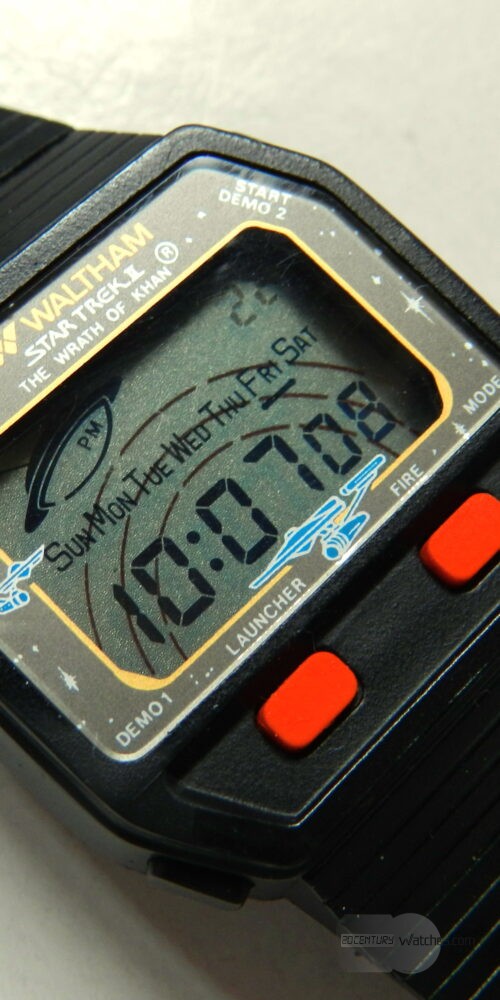 START
DEMO 2
WALTHAM
STAR TREK II ®
THE WRATH OF KHAN
PM
SUN MON TUE WED THU FRI SAT
10:07 08
MODE
FIRE
LAUNCHER
DEMO 1
20CENTURY Watches.com